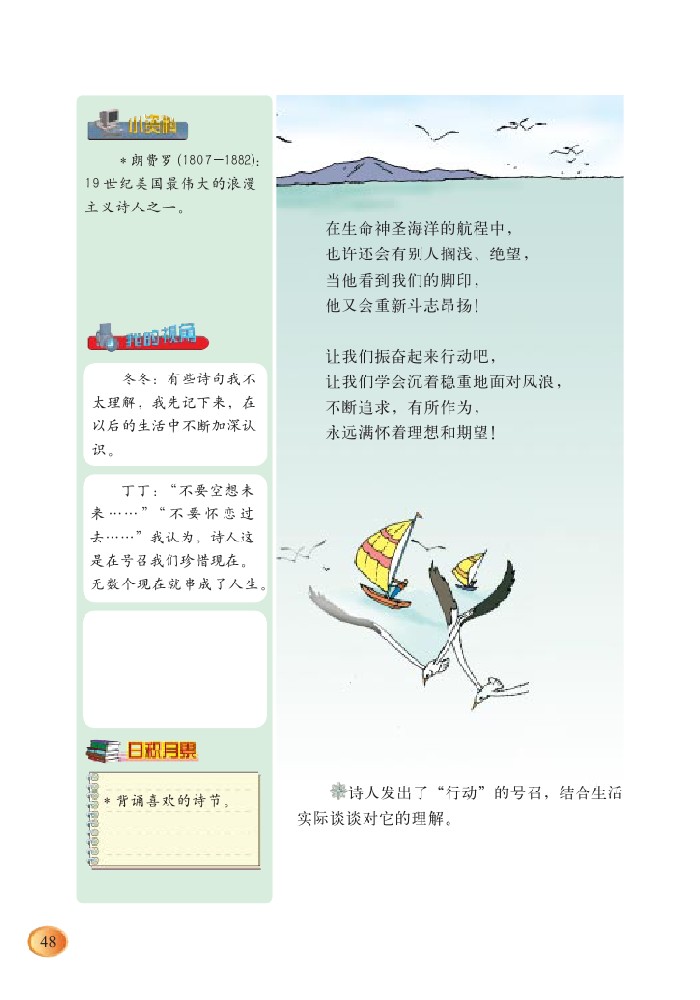 小资料
*朗费罗(1807—1882):
19世纪美国最伟大的浪漫
主义诗人之一。
我的视角
冬冬：有些诗句我不
太理解，我先记下来，在
以后的生活中不断加深认
识。
丁丁：“不要空想未
来……”“不要怀恋过
去……”我认为，诗人这
是在号召我们珍惜现在。
无数个现在就串成了人生。
日积月累
*背诵喜欢的诗节。
在生命神圣海洋的航程中，
也许还会有别人搁浅、绝望，
当他看到我们的脚印，
他又会重新斗志昂扬！
让我们振奋起来行动吧，
让我们学会沉着稳重地面对风浪，
不断追求，有所作为，
永远满怀着理想和期望！
诗人发出了“行动”的号召，结合生活
实际谈谈对它的理解。
48